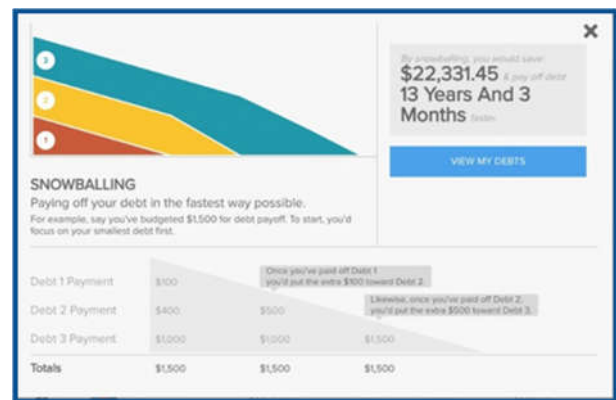 3
2
1
By snowballing, you would save:
$22,331.45 & pay off debt
13 Years And 3
Months faster
VIEW MY DEBTS
SNOWBALLING
Paying off your debt in the fastest way possible.
For example, say you've budgeted $1,500 for debt payoff. To start, you'd
focus on your smallest debt first.
Once you've paid off Debt 1
you'd put the extra $100 toward Debt 2.
Debt 1 Payment $100
Likewise, once you've paid off Debt 2,
you'd put the extra $500 toward Debt 3.
Debt 2 Payment $400 $500
Debt 3 Payment $1,000 $1,000 $1,500
Totals $1,500 $1,500 $1,500